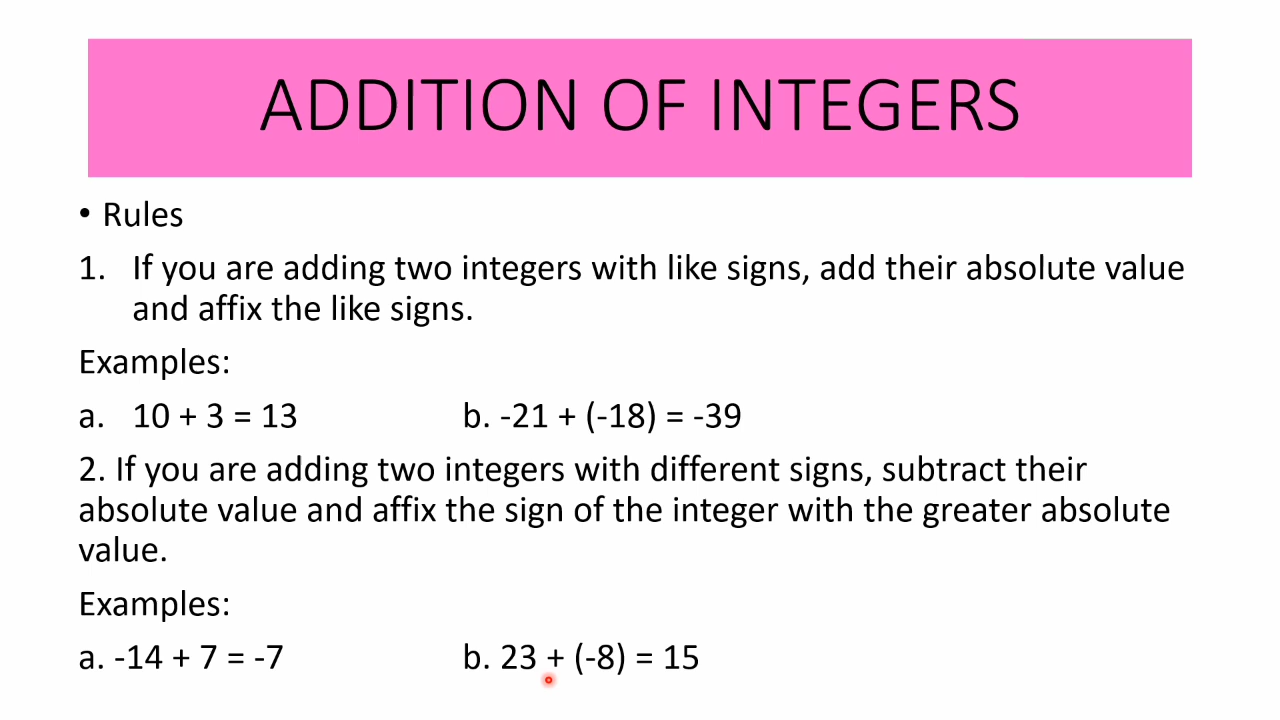 ADDITION OF INTEGERS
• Rules
1. If you are adding two integers with like signs, add their absolute value
and affix the like signs.
Examples:
a. 10 + 3 = 13 b. -21 + (-18) = -39
2. If you are adding two integers with different signs, subtract their
absolute value and affix the sign of the integer with the greater absolute
value.
Examples:
a. -14 + 7 = -7 b. 23 + (-8) = 15